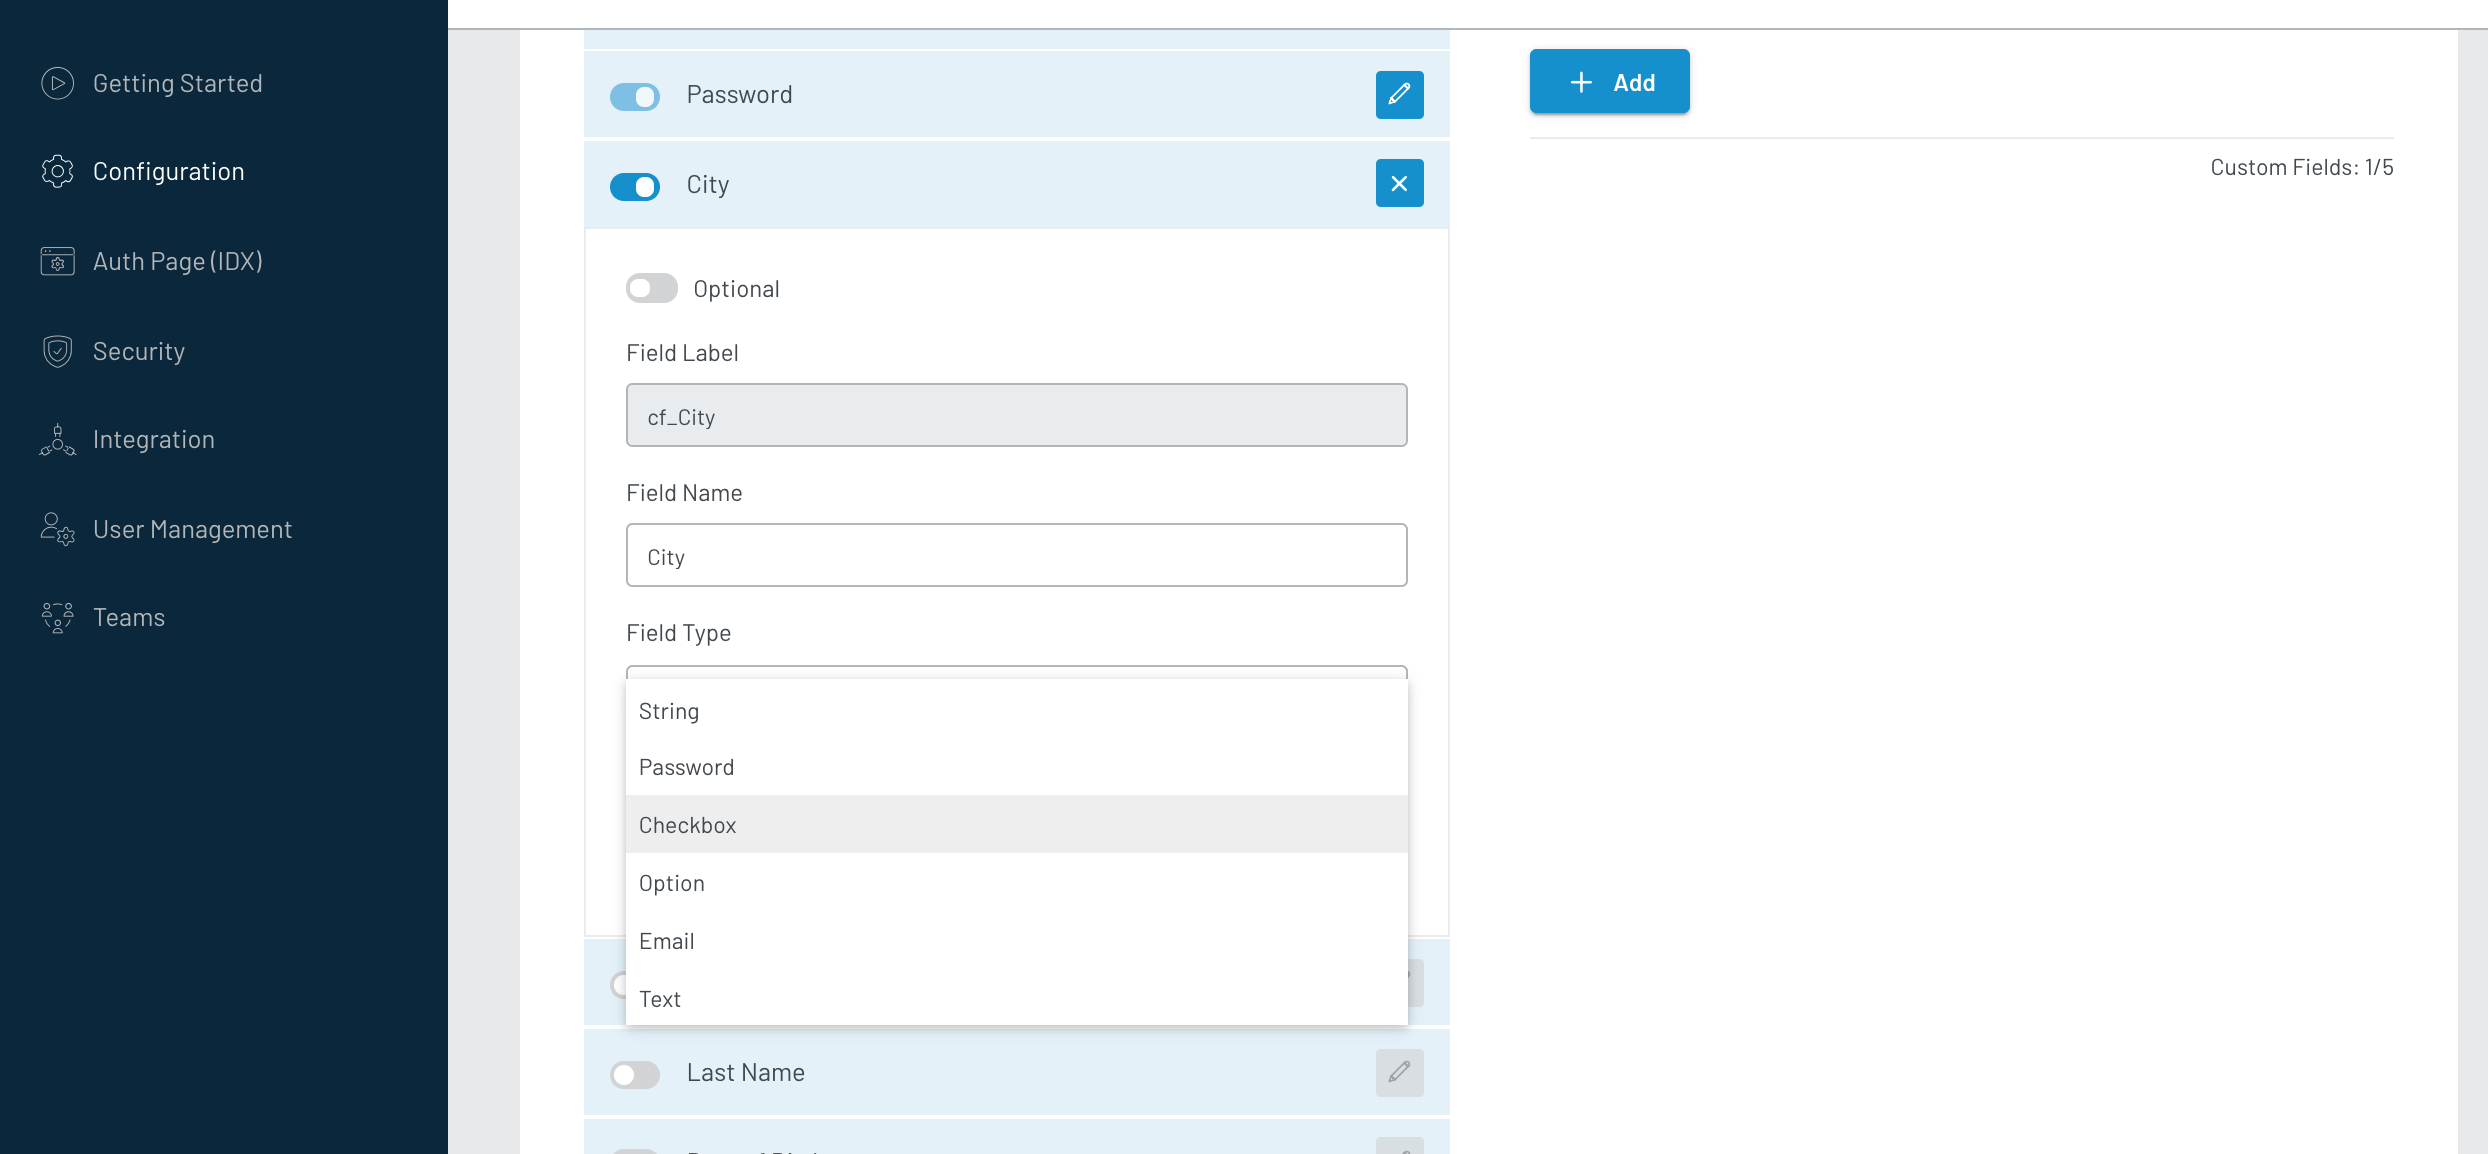 Getting Started
Configuration
Auth Page (IDX)
Security
Integration
User Management
Teams
Password
City
Optional
Field Label
cf_City
Field Name
City
Field Type
String
Password
Checkbox
Option
Email
Text
Last Name
Add
Custom Fields: 1/5